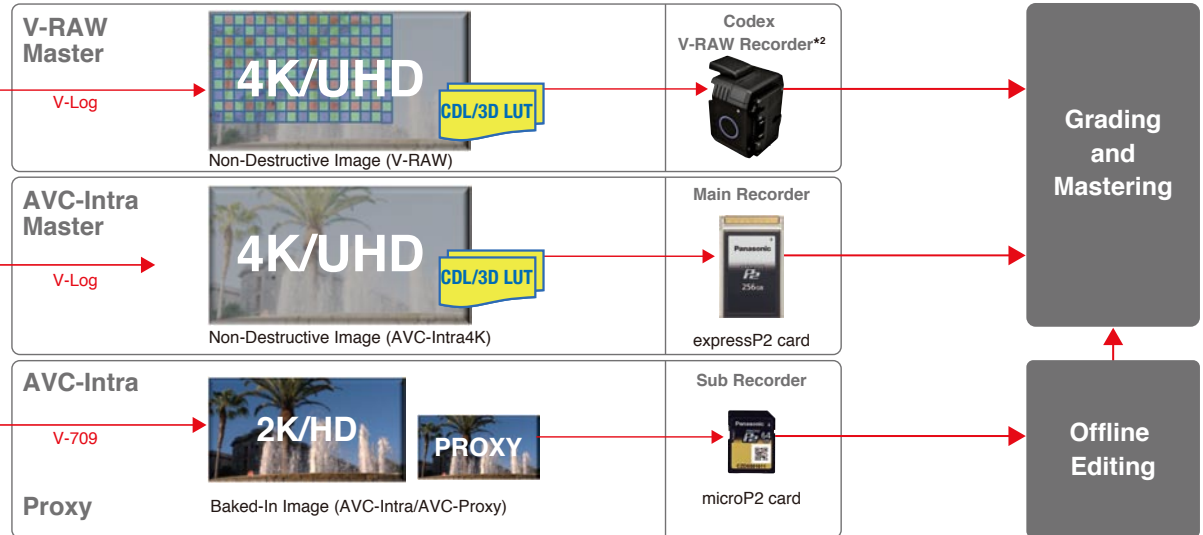 V-RAW
Master
V-Log
4K/UHD
CDL/3D LUT
Non-Destructive Image (V-RAW)
Codex
V-RAW Recorder*2
AVC-Intra
Master
V-Log
4K/UHD
CDL/3D LUT
Non-Destructive Image (AVC-Intra4K)
Main Recorder
Panasonic
P2
256GB
expressP2 card
Grading
and
Mastering
AVC-Intra
V-709
Proxy
2K/HD
PROXY
Baked-In Image (AVC-Intra/AVC-Proxy)
Sub Recorder
Panasonic
P2 64
microP2 card
Offline
Editing